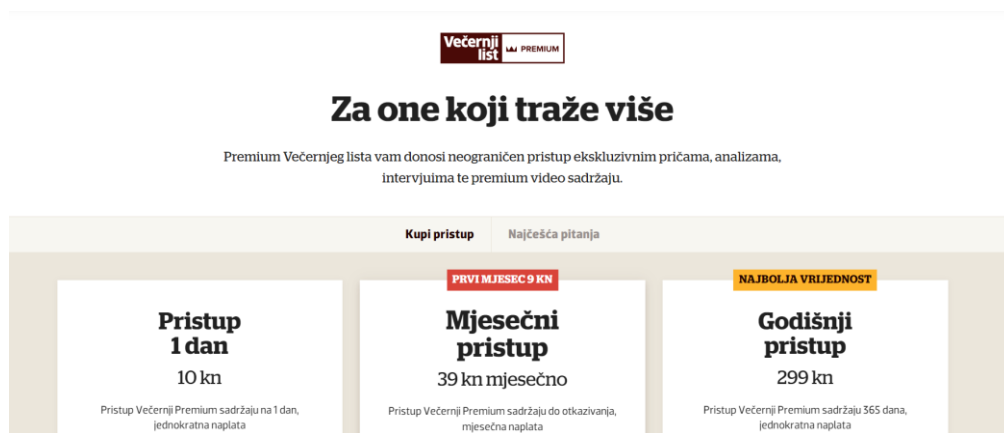 Večernji
list
PREMIUM
Za one koji traže više
Premium Večernjeg lista vam donosi neograničen pristup ekskluzivnim pričama, analizama,
intervjuima te premium video sadržaju.
Kupi pristup
Najčešća pitanja
Pristup
1 dan
10 kn
Pristup Večernji Premium sadržaju na 1 dan,
jednokratna naplata
PRVI MJESEC 9 KN
Mjesečni
pristup
39 kn mjesečno
Pristup Večernji Premium sadržaju do otkazivanja,
mjesečna naplata
NAJBOLJA VRIJEDNOST
Godišnji
pristup
299 kn
Pristup Večernji Premium sadržaju 365 dana,
jednokratna naplata